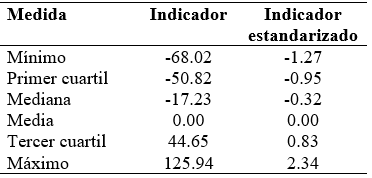 Medida Indicador Indicador
estandarizado
Mínimo -68.02 -1.27
Primer cuartil -50.82 -0.95
Mediana -17.23 -0.32
Media 0.00 0.00
Tercer cuartil 44.65 0.83
Máximo 125.94 2.34